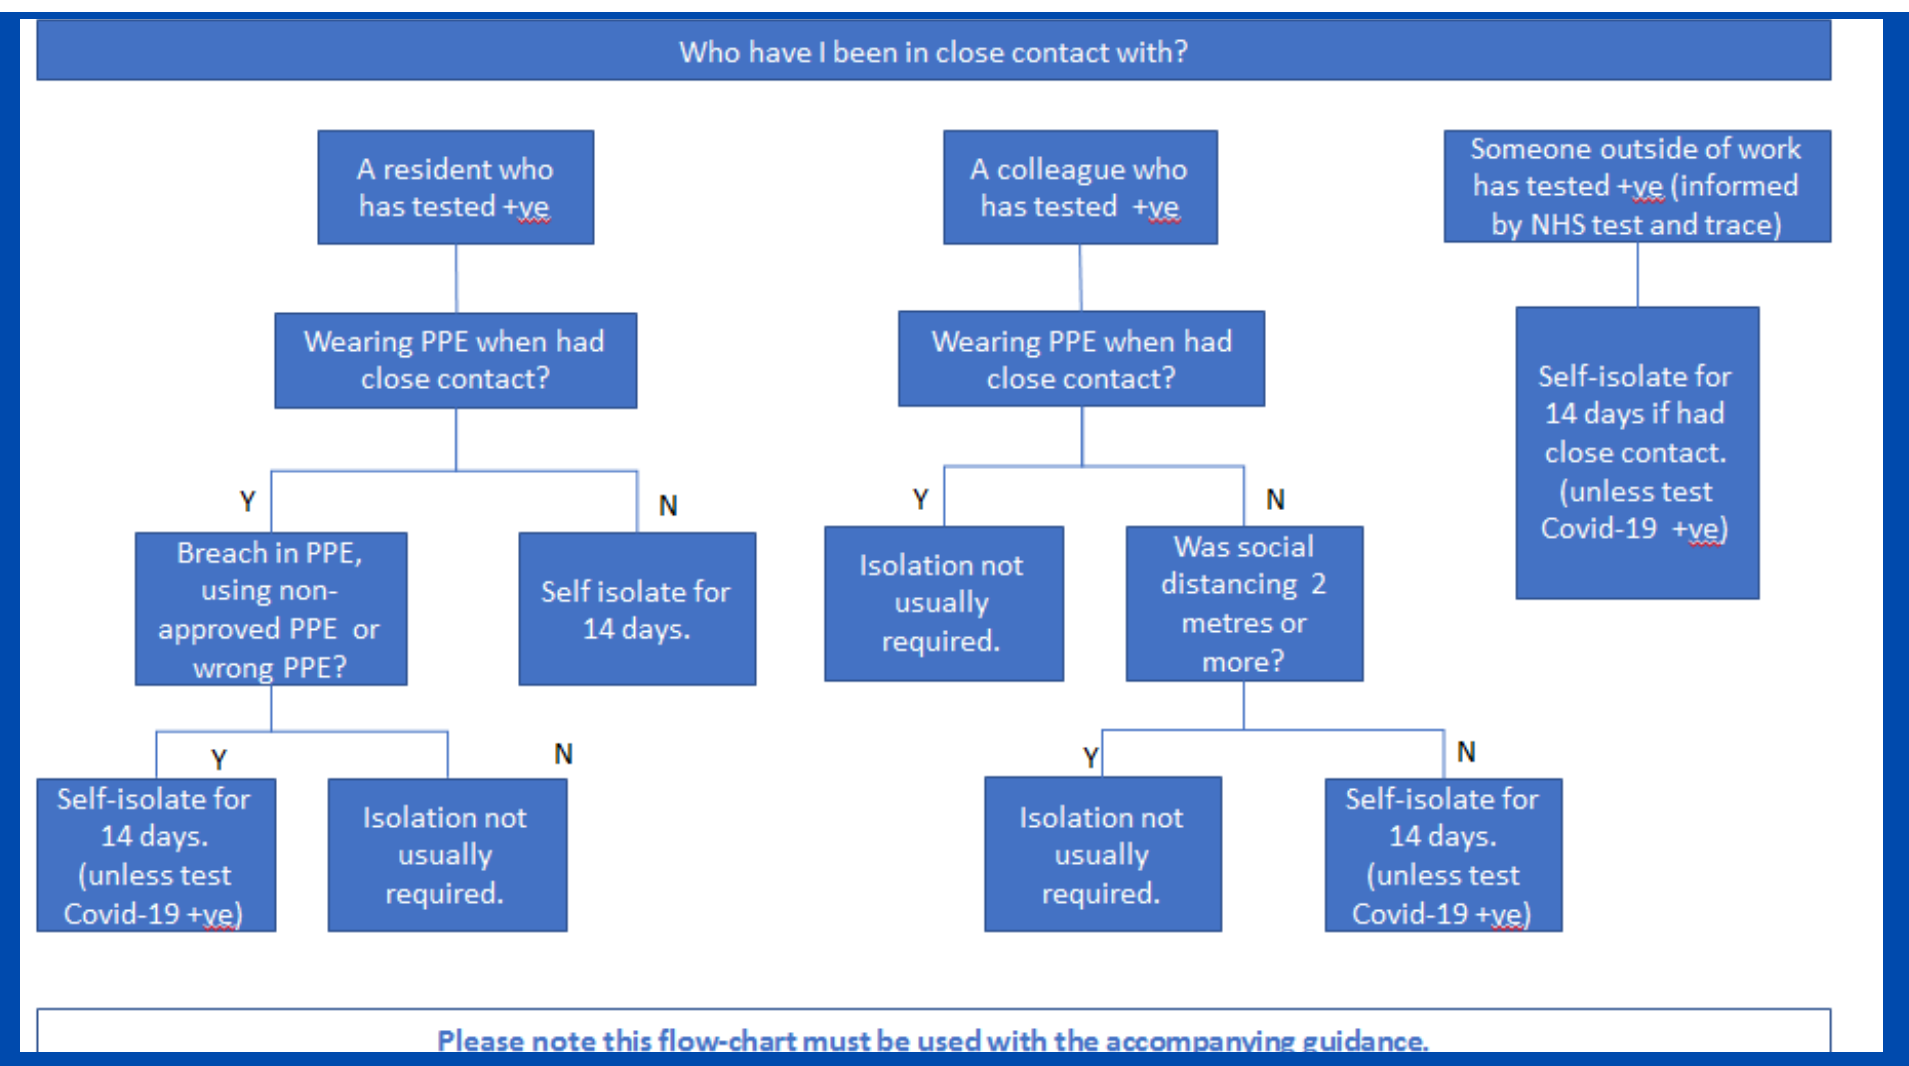 Who have I been in close contact with?
A resident who
has tested +ve
A colleague who
has tested +ve
Someone outside of work
has tested +ve (informed
by NHS test and trace)
Wearing PPE when had
close contact?
Wearing PPE when had
close contact?
Self-isolate for
14 days if had
close contact.
(unless test
Covid-19 +ve)
Y
N
Y
N
Breach in PPE,
using non-
approved PPE or
wrong PPE?
Self isolate for
14 days.
Isolation not
usually
required.
Was social
distancing 2
metres or
more?
Y
N
Y
N
Self-isolate for
14 days.
(unless test
Covid-19 +ve)
Isolation not
usually
required.
Isolation not
usually
required.
Self-isolate for
14 days.
(unless test
Covid-19 +ve)
Please note this flow-chart must be used with the accompanying guidance.